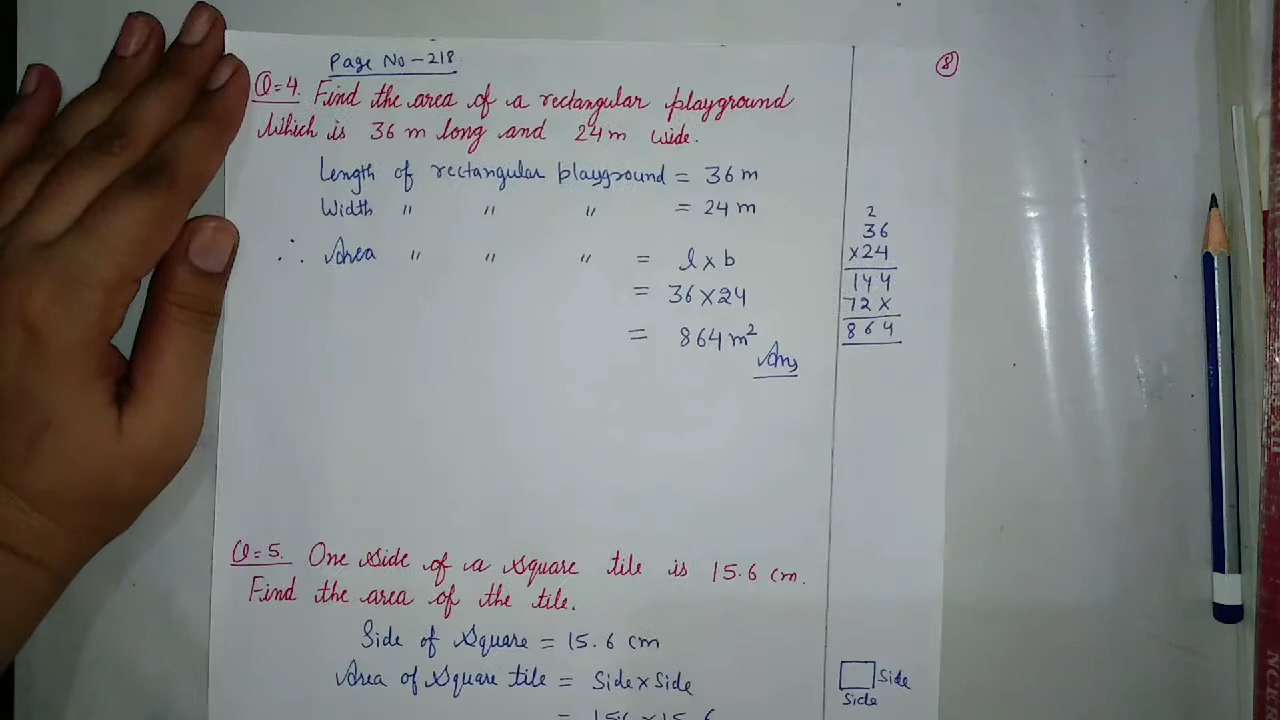 Page No - 218
8
Q=4. Find the area of a rectangular playground
Which is 36 m long and 24 m wide.
Length of rectangular playground = 36 m
Width " " " = 24 m
∴ Area " " " = l × b
= 36 × 24
= 864 m²
Ans
2
36
×24
144
72×
864
Q=5. One side of a square tile is 15.6 cm.
Find the area of the tile.
Side of Square = 15.6 cm
Area of Square tile = Side × Side
Side
Side